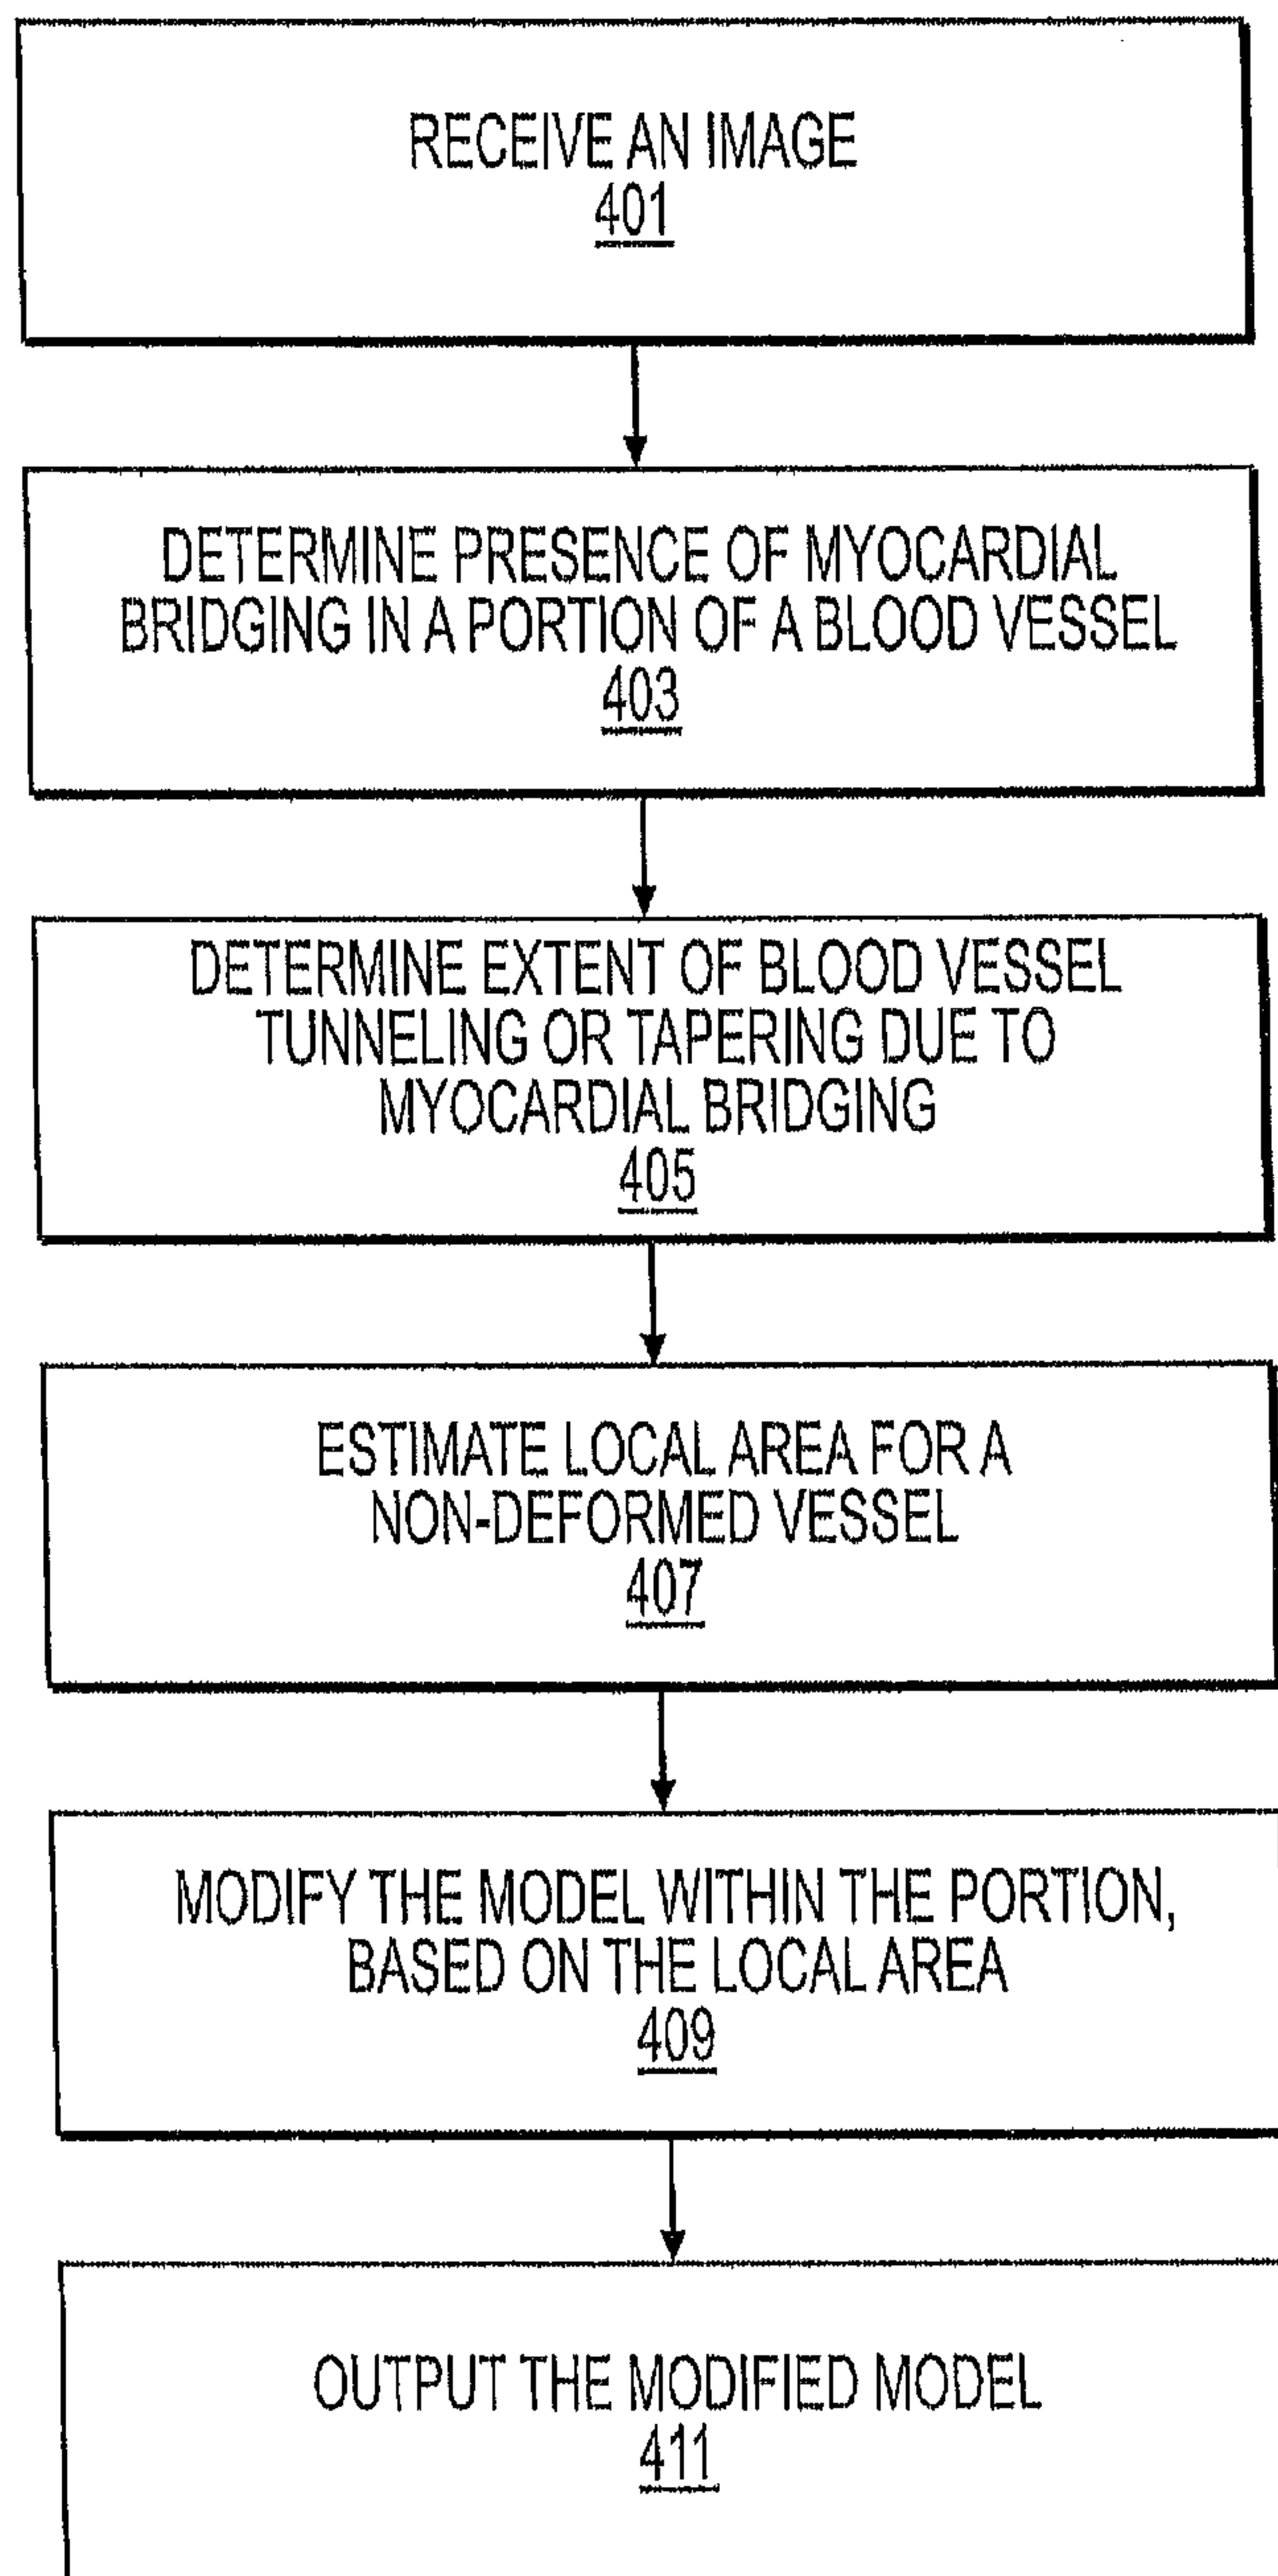 RECEIVE AN IMAGE
401
DETERMINE PRESENCE OF MYOCARDIAL
BRIDGING IN A PORTION OF A BLOOD VESSEL
403
DETERMINE EXTENT OF BLOOD VESSEL
TUNNELING OR TAPERING DUE TO
MYOCARDIAL BRIDGING
405
ESTIMATE LOCAL AREA FOR A
NON-DEFORMED VESSEL
407
MODIFY THE MODEL WITHIN THE PORTION,
BASED ON THE LOCAL AREA
409
OUTPUT THE MODIFIED MODEL
411